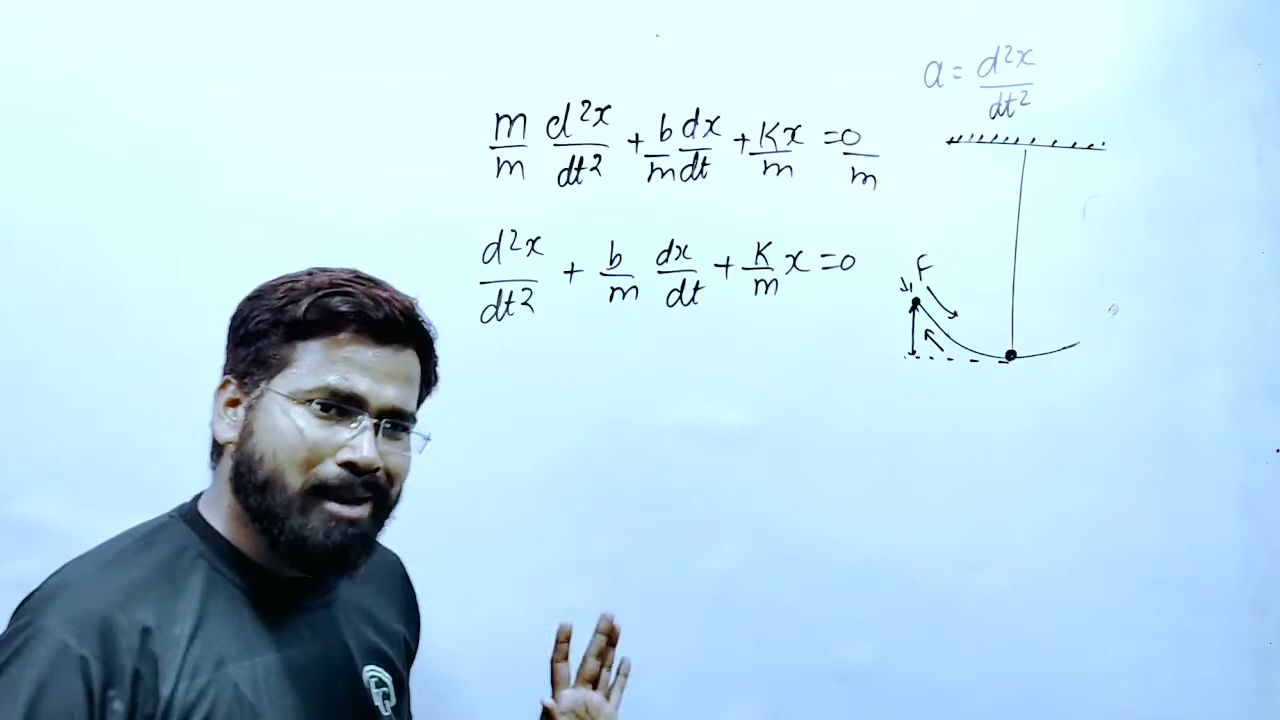 a = d²x/dt²
m/m d²x/dt² + b/m dx/dt + Kx/m = 0/m
d²x/dt² + b/m dx/dt + K/m x = 0
F